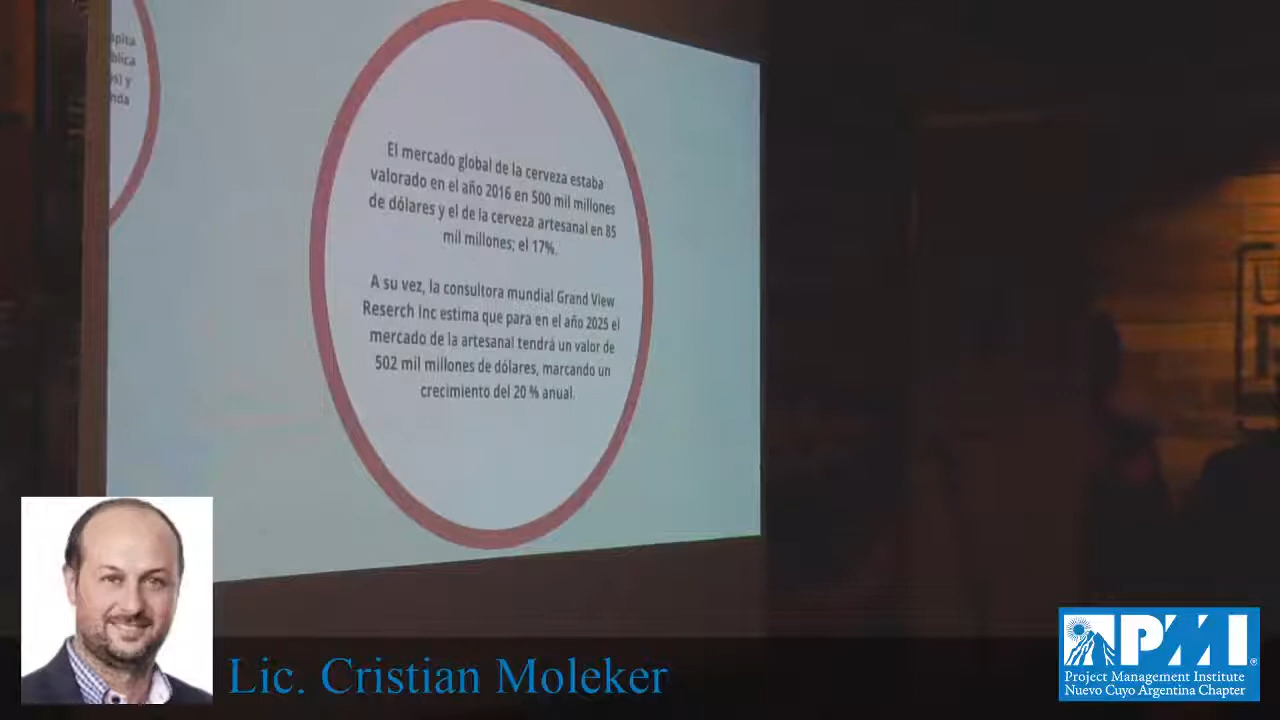 El mercado global de la cerveza estaba
valorado en el año 2016 en 500 mil millones
de dólares y el de la cerveza artesanal en 85
mil millones; el 17%.
A su vez, la consultora mundial Grand View
Reserch Inc estima que para en el año 2025 el
mercado de la artesanal tendrá un valor de
502 mil millones de dólares, marcando un
crecimiento del 20 % anual.
Lic. Cristian Moleker
PMI®
Project Management Institute
Nuevo Cuyo Argentina Chapter